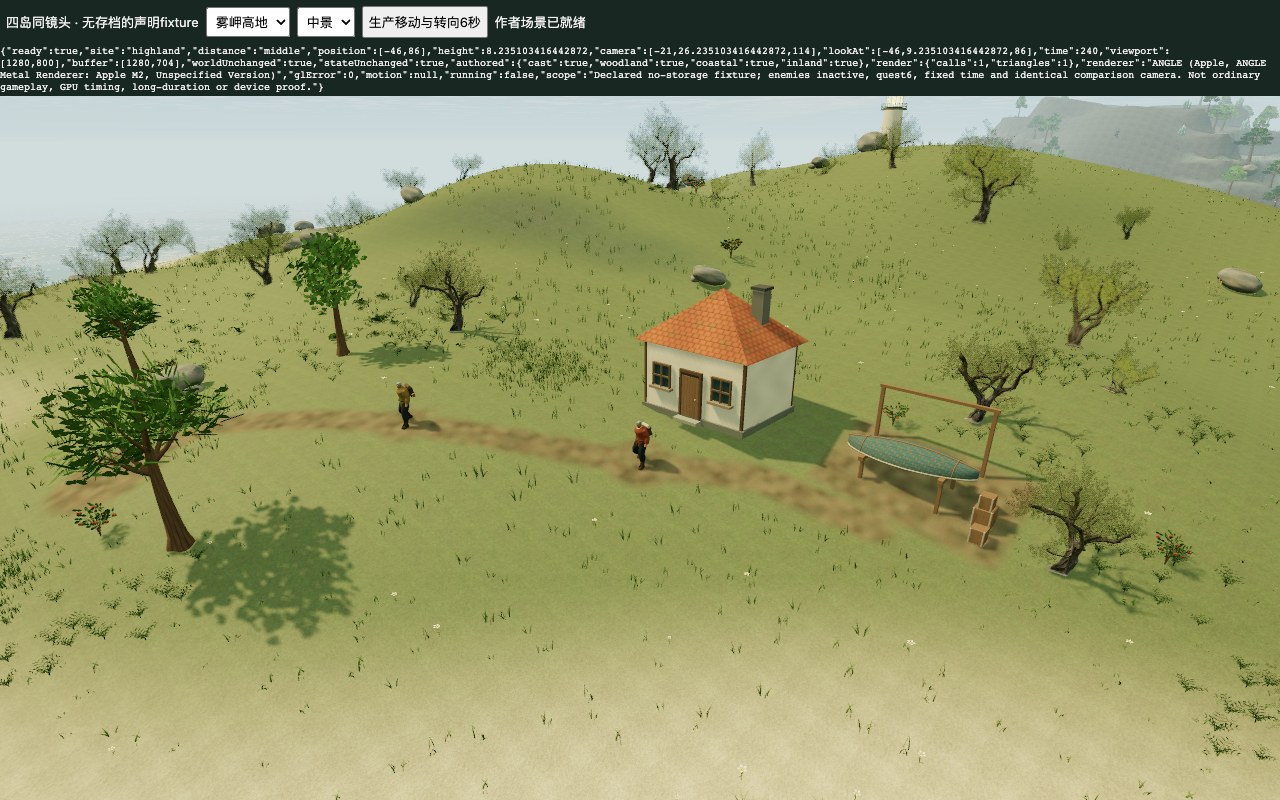 四岛同镜头 · 无存档的声明fixture 雾岬高地 中景 生产移动与转向6秒 作者场景已就绪
{"ready":true,"site":"highland","distance":"middle","position":[-46,86],"height":8.235103416442872,"camera":[-21,26.235103416442872,114],"lookAt":[-46,9.235103416442872,86],"time":240,"viewport":
[1280,800],"buffer":[1280,704],"worldUnchanged":true,"stateUnchanged":true,"authored":{"cast":true,"woodland":true,"coastal":true,"inland":true},"render":{"calls":1,"triangles":1},"renderer":"ANGLE (Apple, ANGLE
Metal Renderer: Apple M2, Unspecified Version)","glError":0,"motion":null,"running":false,"scope":"Declared no-storage fixture; enemies inactive, quest6, fixed time and identical comparison camera. Not ordinary
gameplay, GPU timing, long-duration or device proof."}